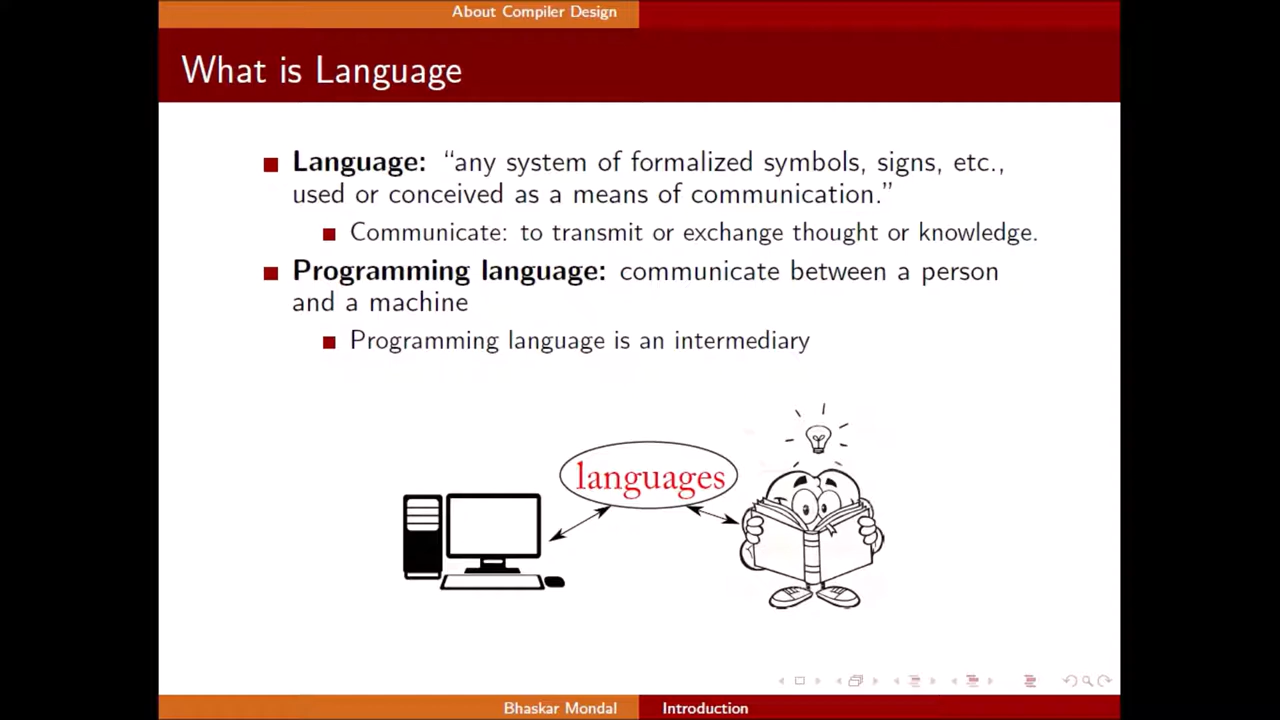 About Compiler Design
What is Language
Language: “any system of formalized symbols, signs, etc.,
used or conceived as a means of communication.”
Communicate: to transmit or exchange thought or knowledge.
Programming language: communicate between a person
and a machine
Programming language is an intermediary
languages
Bhaskar Mondal
Introduction